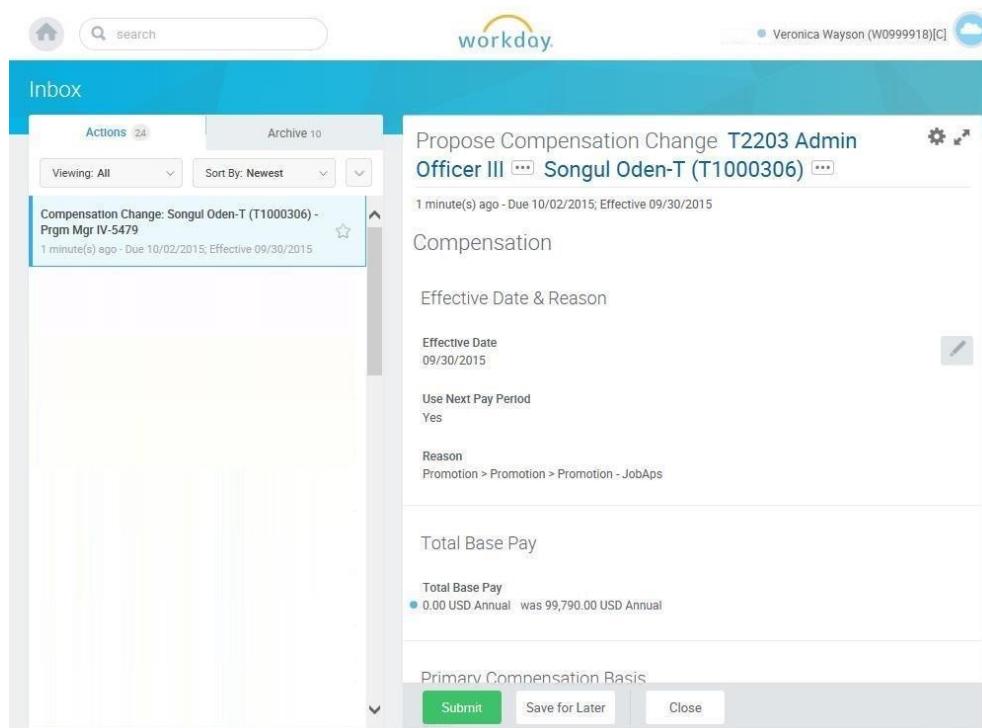 search
workday.
Veronica Wayson (W0999918)[C]
Inbox
Actions 24
Archive 10
Viewing: All
Sort By: Newest
Compensation Change: Songul Oden-T (T1000306) -
Prgm Mgr IV-5479
1 minute(s) ago - Due 10/02/2015; Effective 09/30/2015
Propose Compensation Change T2203 Admin
Officer III Songul Oden-T (T1000306)
1 minute(s) ago - Due 10/02/2015; Effective 09/30/2015
Compensation
Effective Date & Reason
Effective Date
09/30/2015
Use Next Pay Period
Yes
Reason
Promotion > Promotion > Promotion - JobAps
Total Base Pay
Total Base Pay
0.00 USD Annual was 99,790.00 USD Annual
Primary Compensation Basis
Submit
Save for Later
Close